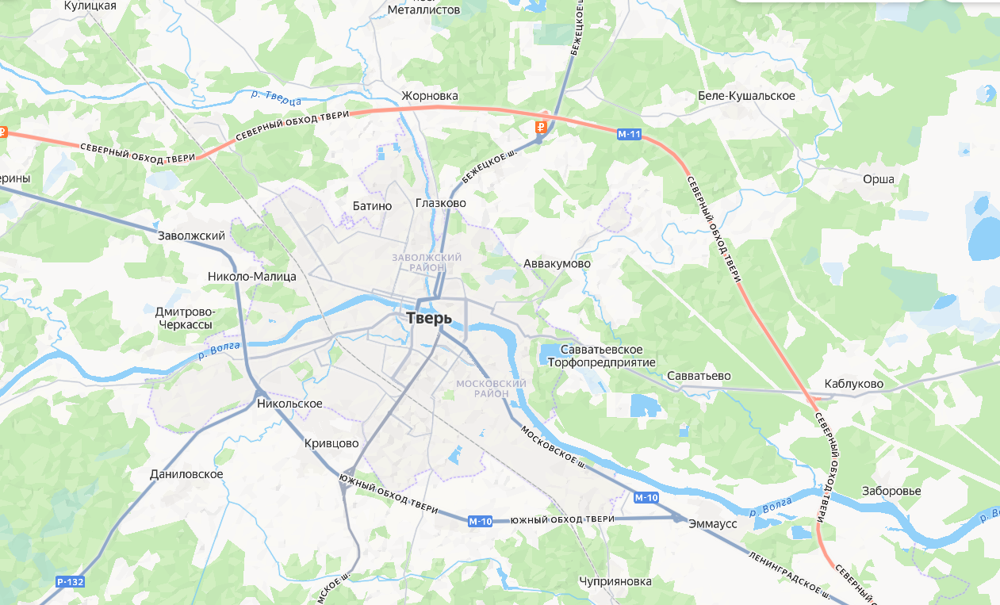 Кулицкая
Металлистов
БЕЖЕЦКОЕ
р. Тверца
Жорновка
Беле-Кушальское
СЕВЕРНЫЙ ОБХОД ТВЕРИ
₽
₽
М-11
СЕВЕРНЫЙ ОБХОД ТВЕРИ
БЕЖЕЦКОЕ Ш.
ерины
Орша
Батино
Глазково
СЕВЕРНЫЙ ОБХОД ТВЕРИ
Заволжский
ЗАВОЛЖСКИЙ
РАЙОН
Аввакумово
Николо-Малица
Дмитрово-
Черкассы
Тверь
р. Волга
Савватьевское
Торфопредприятие
Савватьево
Каблуково
МОСКОВСКИЙ
РАЙОН
Никольское
СЕВЕРНЫЙ ОБХОД ТВЕРИ
Кривцово
МОСКОВСКОЕ Ш.
Даниловское
ЮЖНЫЙ ОБХОД ТВЕРИ
М-10
Заборовье
р. Волга
М-10
ЮЖНЫЙ ОБХОД ТВЕРИ
Эммаусс
ЛЕНИНГРАДСКОЕ Ш.
Р-132
МСКОЕ Ш.
Чуприяновка
СЕВЕРНЫЙ О